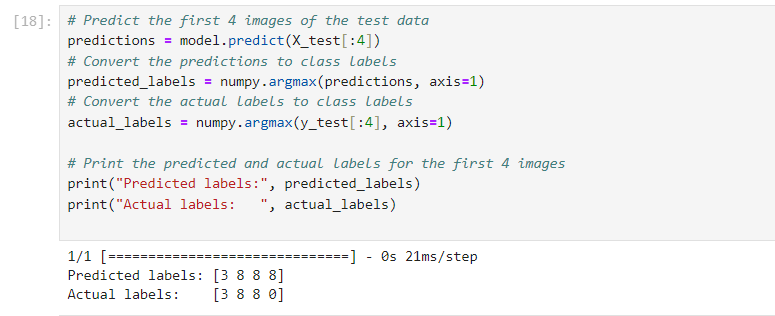 [18]: # Predict the first 4 images of the test data
predictions = model.predict(X_test[:4])
# Convert the predictions to class labels
predicted_labels = numpy.argmax(predictions, axis=1)
# Convert the actual labels to class labels
actual_labels = numpy.argmax(y_test[:4], axis=1)
# Print the predicted and actual labels for the first 4 images
print("Predicted labels:", predicted_labels)
print("Actual labels:   ", actual_labels)
1/1 [==============================] - 0s 21ms/step
Predicted labels: [3 8 8 8]
Actual labels:    [3 8 8 0]